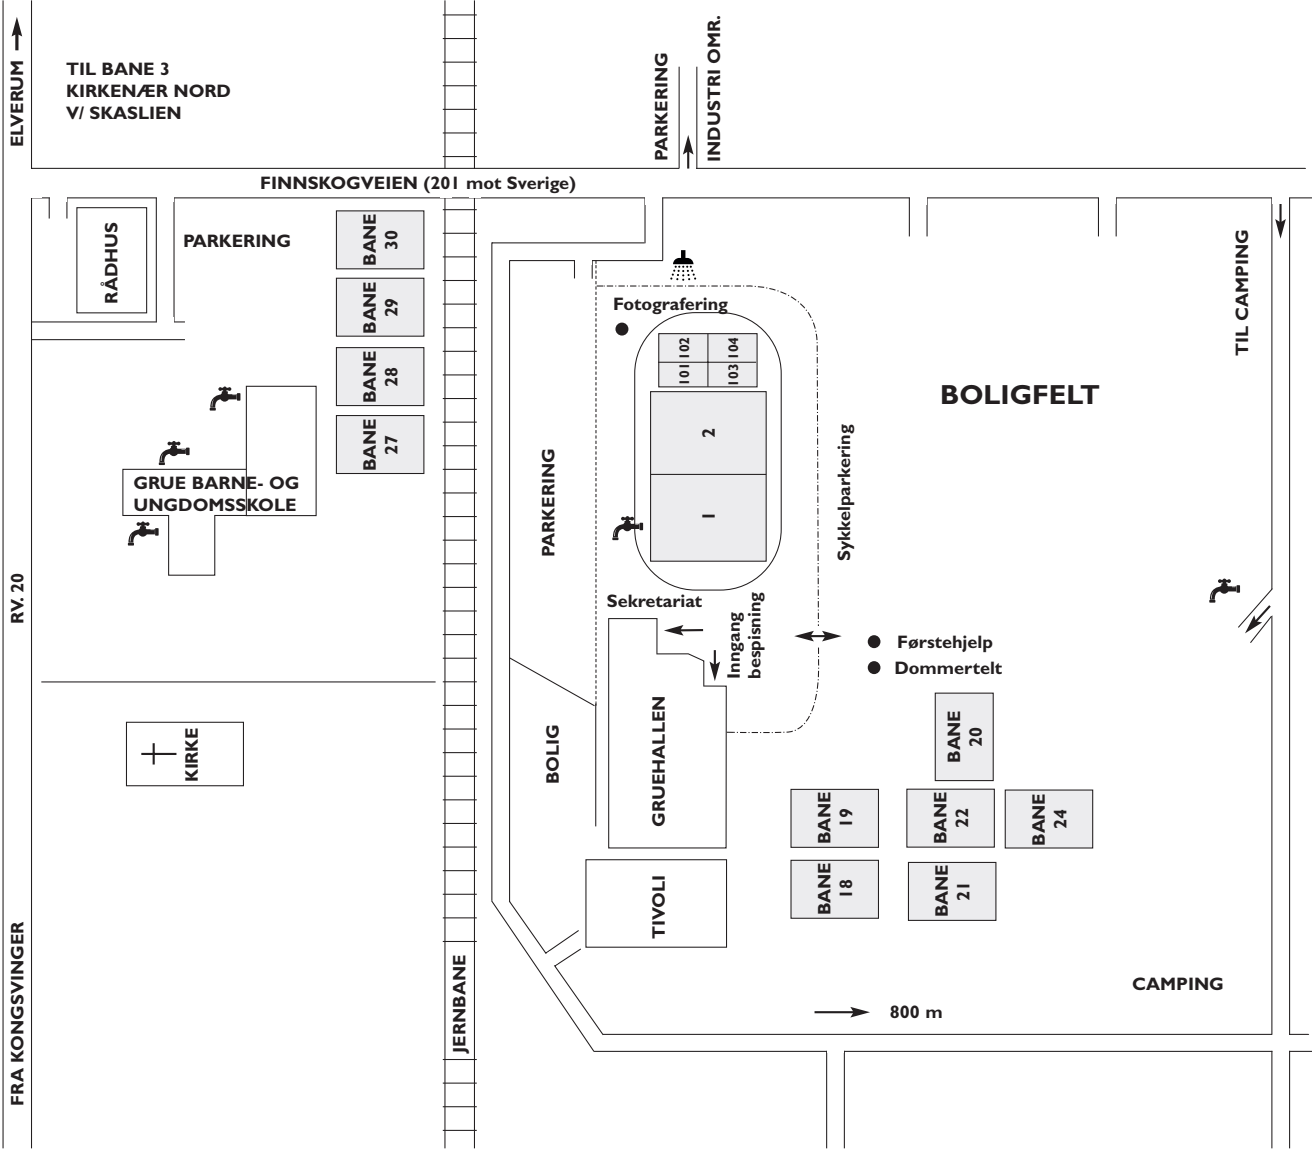 ELVERUM
TIL BANE 3
KIRKENÆR NORD
V/ SKASLIEN
PARKERING
INDUSTRI OMR.
FINNSKOGVEIEN (201 mot Sverige)
RÅDHUS
PARKERING
BANE
30
BANE
29
BANE
28
BANE
27
Fotografering
102
104
101
103
2
1
BOLIGFELT
TIL CAMPING
PARKERING
Sykkelparkering
GRUE BARNE- OG
UNGDOMSSKOLE
RV. 20
Sekretariat
Inngang
bespisning
Førstehjelp
Dommertelt
KIRKE
BOLIG
GRUEHALLEN
BANE
20
BANE
19
BANE
22
BANE
24
BANE
18
BANE
21
TIVOLI
FRA KONGSVINGER
JERNBANE
CAMPING
800 m